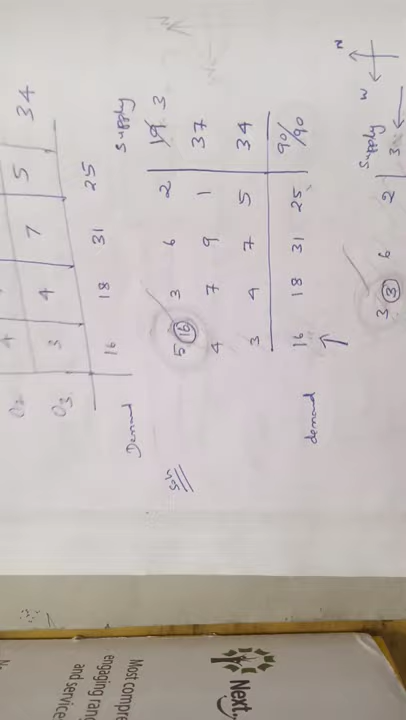 O2 4 5
O3 3 4 7 34
Demand 16 18 31 25
Soln
supply
5 (16) 3 6 2 19 3
4 7 9 1 37
3 4 7 5 34
demand 16 18 31 25 90/90
N
W
supply
3 (3) 6 2 3
Next
Most compre
engaging rang
and service